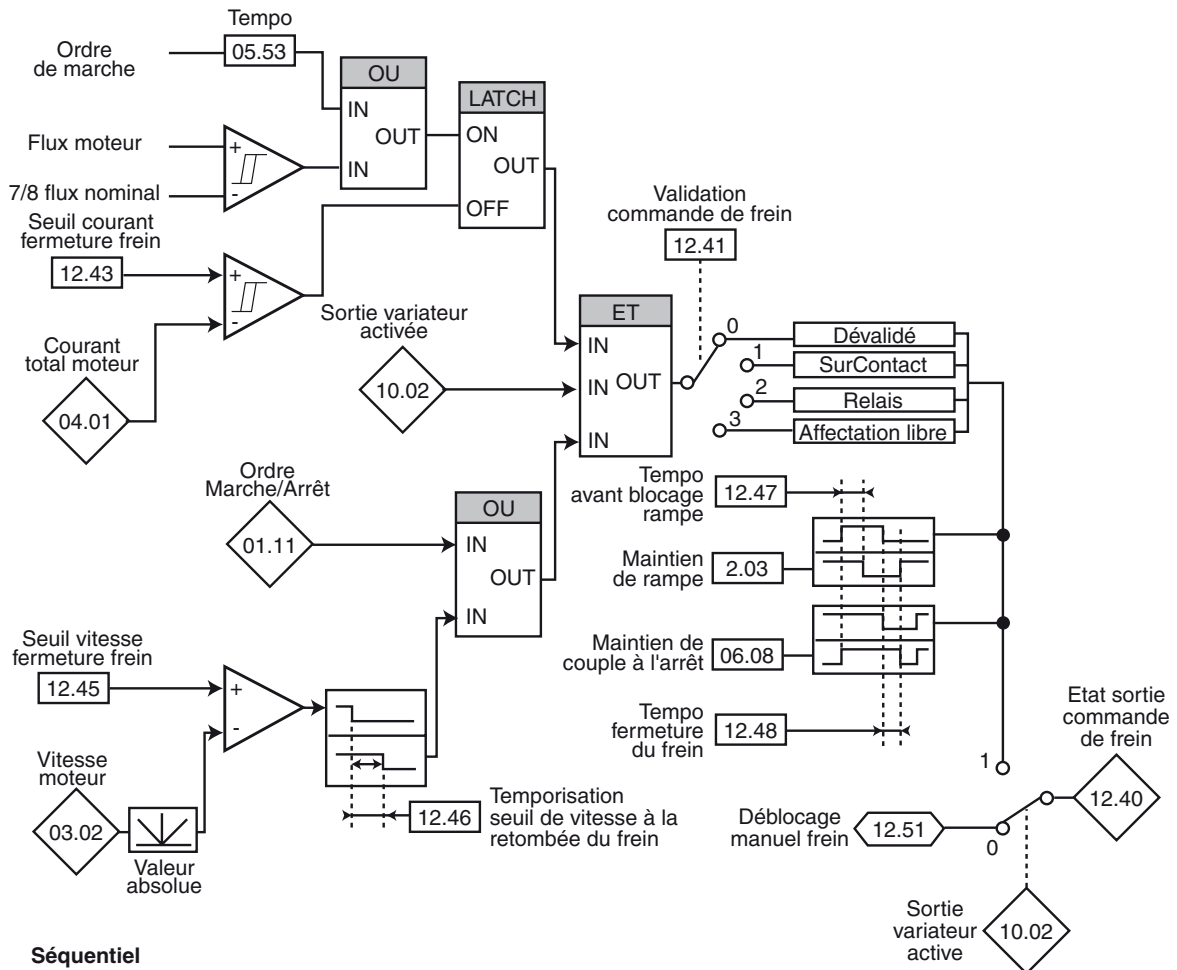 Tempo
Ordre
de marche
05.53
OU
IN
OUT
IN
LATCH
ON
OUT
OFF
Flux moteur
+
-
7/8 flux nominal
Seuil courant
fermeture frein
12.43
+
-
Courant
total moteur
04.01
Sortie variateur
activée
10.02
Validation
commande de frein
12.41
ET
IN
IN
OUT
IN
0
Dévalidé
1
SurContact
2
Relais
3
Affectation libre
Ordre
Marche/Arrêt
01.11
OU
IN
OUT
IN
Tempo
avant blocage
rampe
12.47
Maintien
de rampe
2.03
Maintien de
couple à l'arrêt
06.08
Tempo
fermeture
du frein
12.48
Seuil vitesse
fermeture frein
12.45
+
-
Vitesse
moteur
03.02
Valeur
absolue
12.46
Temporisation
seuil de vitesse à la
retombée du frein
Etat sortie
commande
de frein
12.40
1
Déblocage
manuel frein
12.51
0
Sortie
variateur
active
10.02
Séquentiel